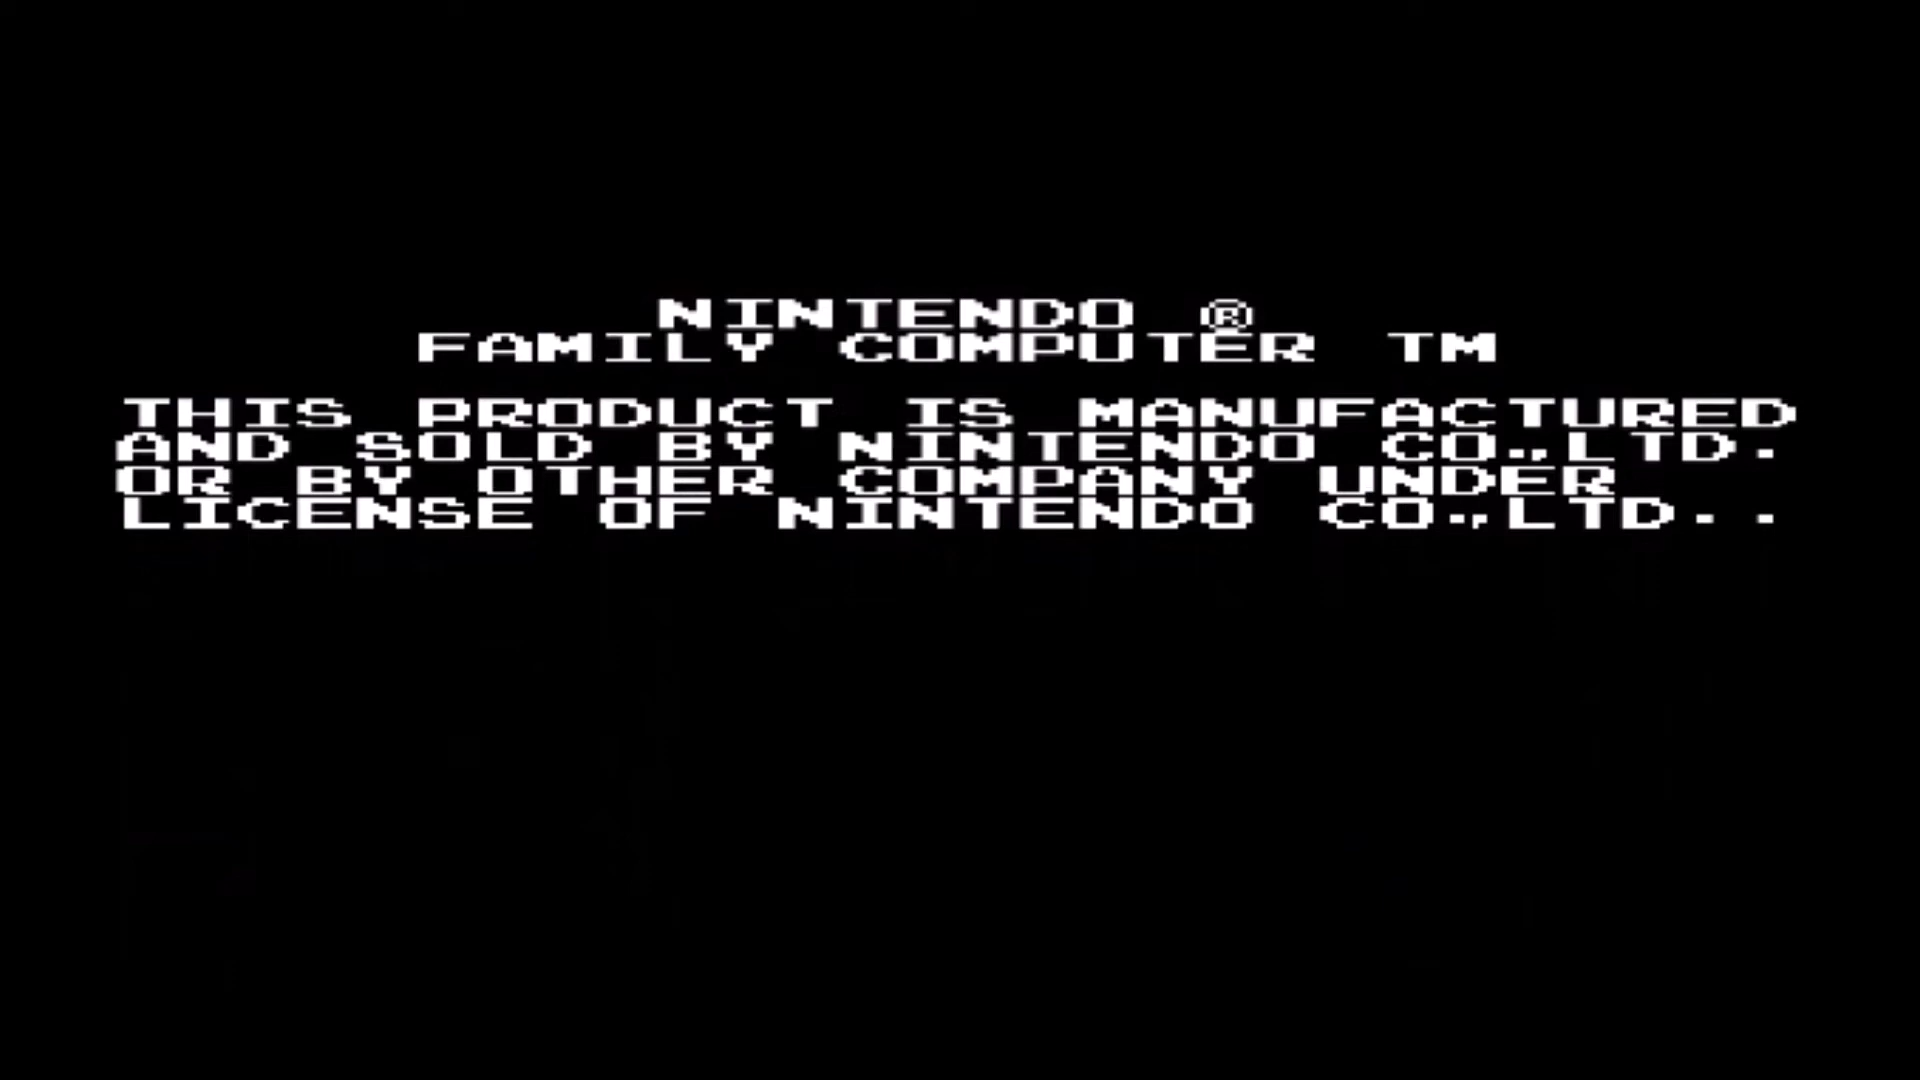 NINTENDO ®
FAMILY COMPUTER TM
THIS PRODUCT IS MANUFACTURED
AND SOLD BY NINTENDO CO.,LTD.
OR BY OTHER COMPANY UNDER
LICENSE OF NINTENDO CO.,LTD..